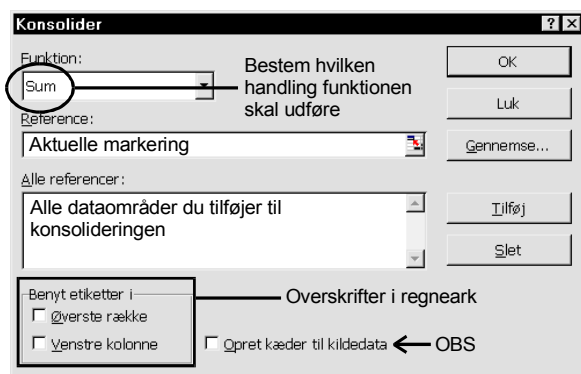 Konsolider
Funktion:
Sum
Bestem hvilken
handling funktionen
skal udføre
OK
Luk
Reference:
Aktuelle markering
Gennemse...
Alle referencer:
Alle dataområder du tilføjer til
konsolideringen
Tilføj
Slet
Benyt etiketter i
Overskrifter i regneark
Øverste række
Venstre kolonne
Opret kæder til kildedata
OBS